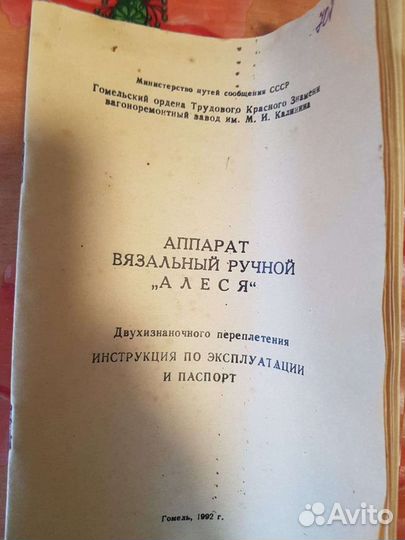 Министерство путей сообщения СССР
Гомельский ордена Трудового Красного Знамени
вагоноремонтный завод им. М. И. Калинина
АППАРАТ
ВЯЗАЛЬНЫЙ РУЧНОЙ
„АЛЕСЯ“
Двухизнаночного переплетения
ИНСТРУКЦИЯ ПО ЭКСПЛУАТАЦИИ
И ПАСПОРТ
Гомель, 1992 г.
Avito